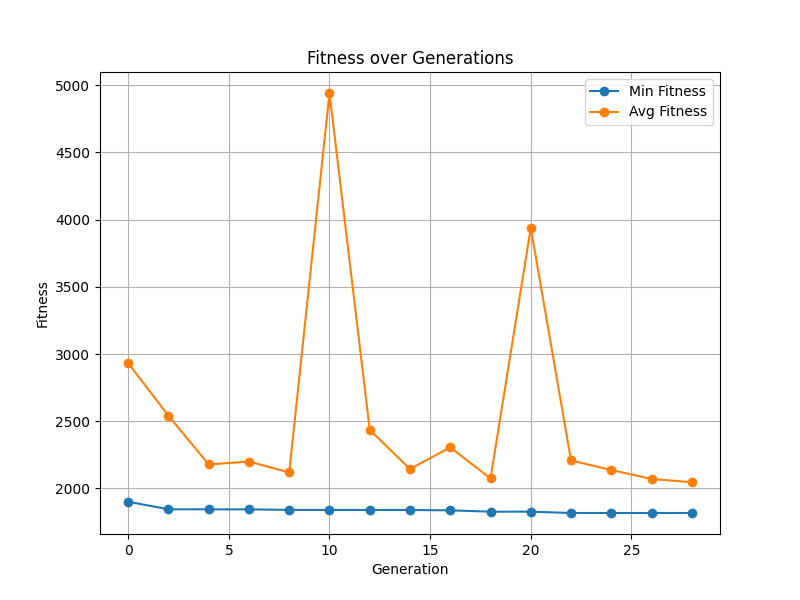 Fitness over Generations
Min Fitness
Avg Fitness
5000
4500
4000
3500
3000
2500
2000
Fitness
0 5 10 15 20 25
Generation